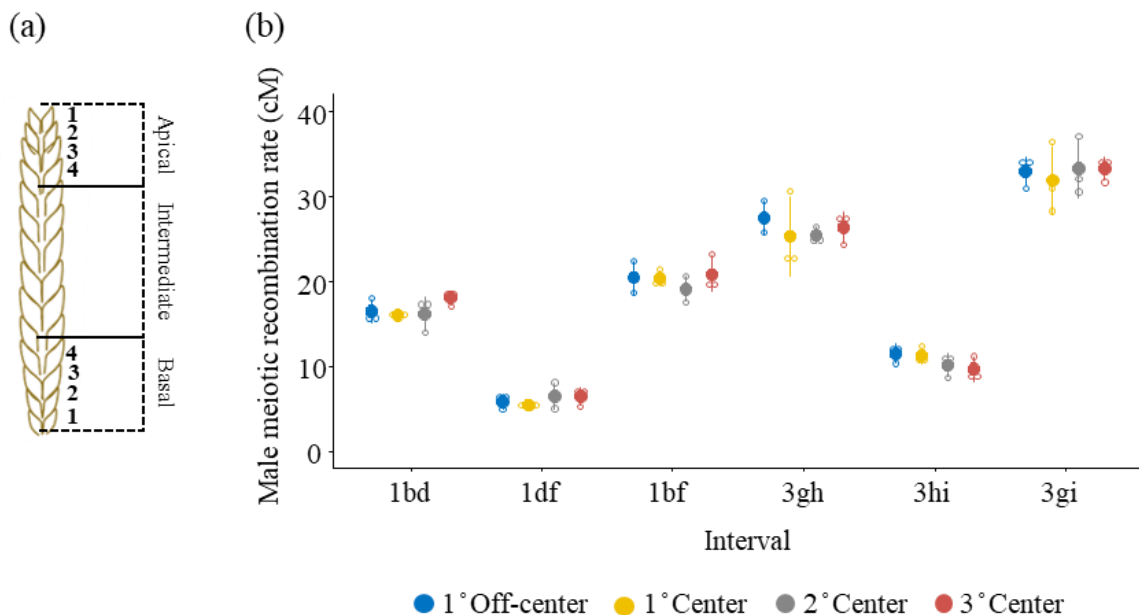 (a)
1
2
3
4
Apical
Intermediate
4
3
2
1
Basal
(b)
Male meiotic recombination rate (cM)
40
30
20
10
0
1bd 1df 1bf 3gh 3hi 3gi
Interval
1˚Off-center 1˚Center 2˚Center 3˚Center